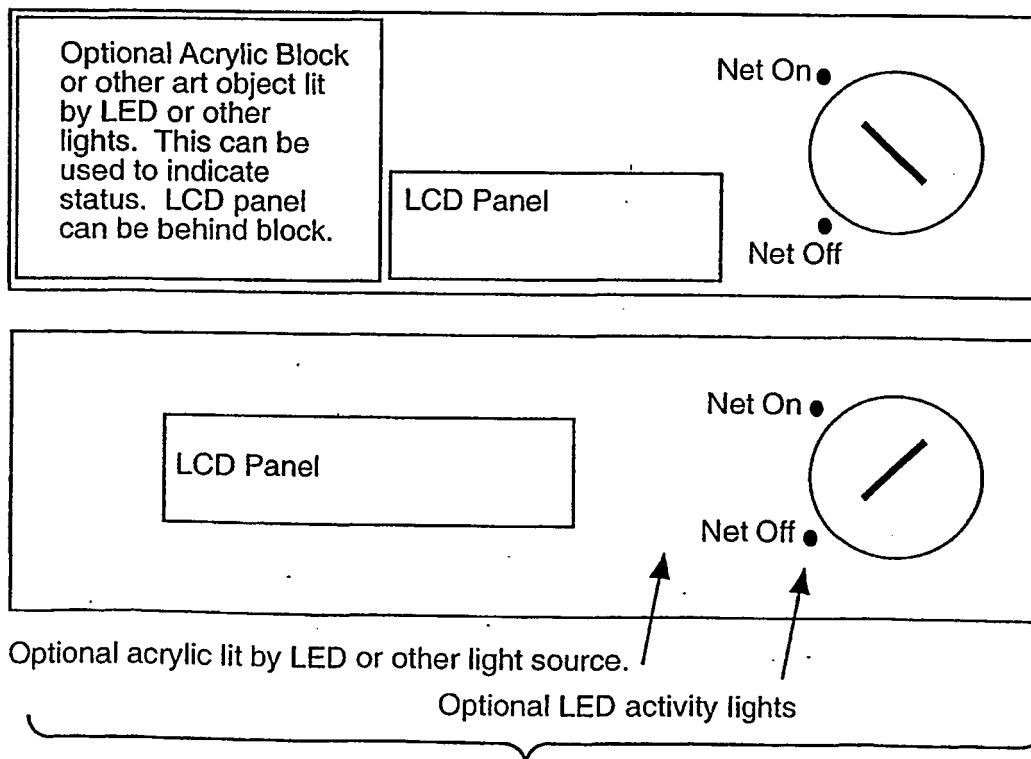 Optional Acrylic Block
or other art object lit
by LED or other
lights. This can be
used to indicate
status. LCD panel
can be behind block.
LCD Panel
Net On
Net Off
LCD Panel
Net On
Net Off
Optional acrylic lit by LED or other light source.
Optional LED activity lights